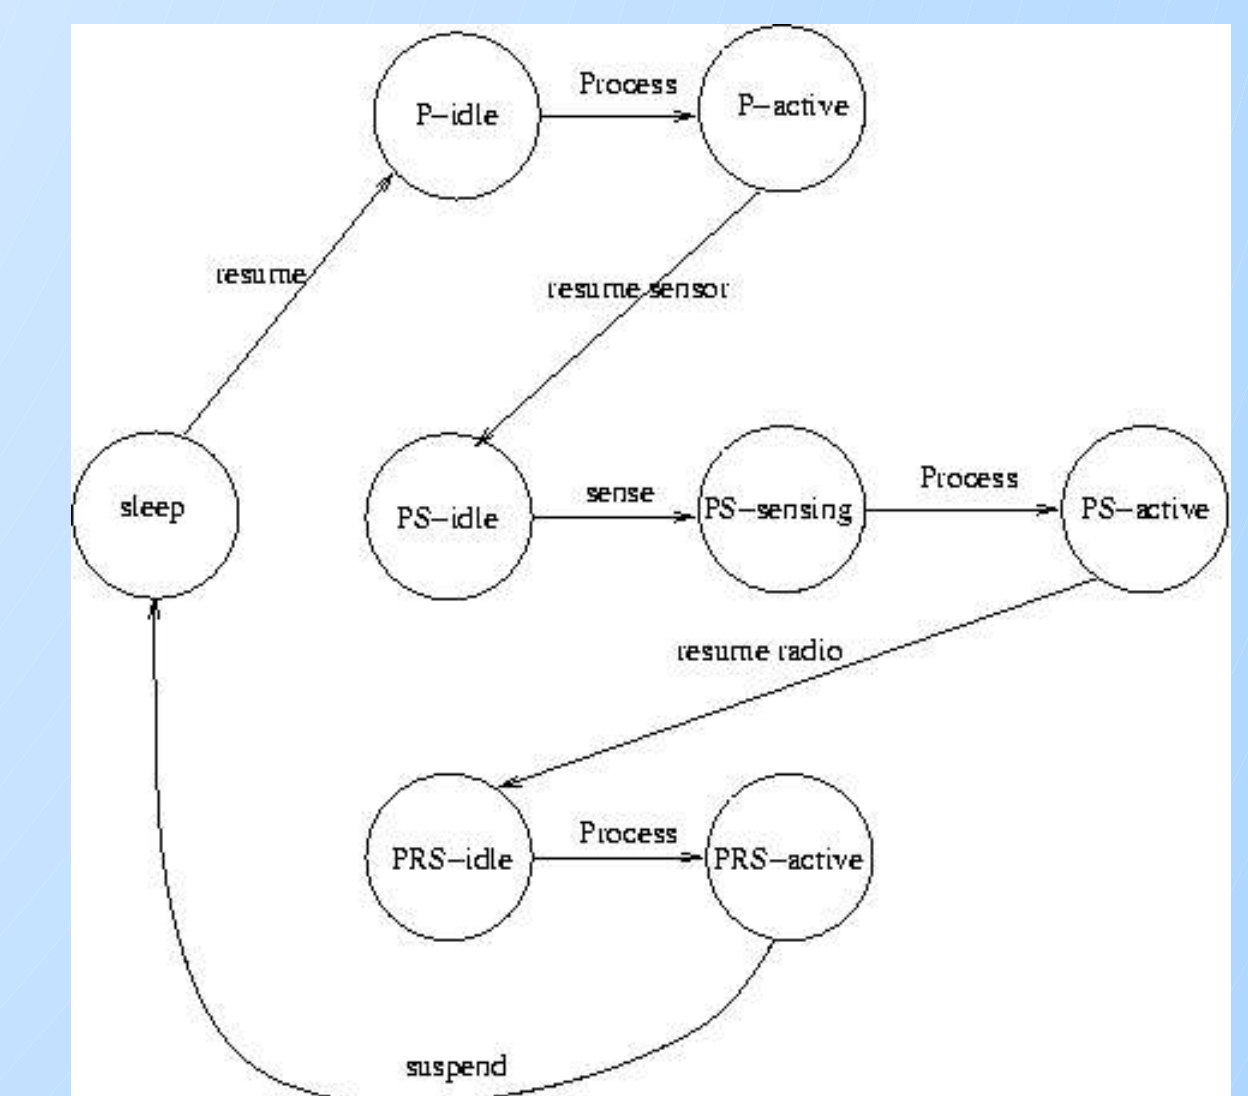 Process
P-idle
P-active
resume
resume sensor
sleep
PS-idle
sense
PS-sensing
Process
PS-active
resume radio
PRS-idle
Process
PRS-active
suspend